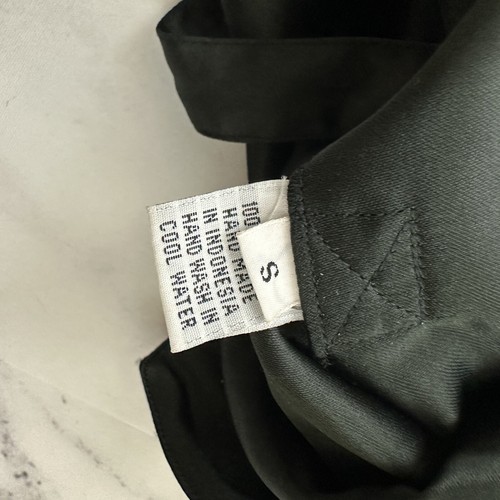 S
HAND MADE
IN INDONESIA
HAND WASH IN
COOL WATER